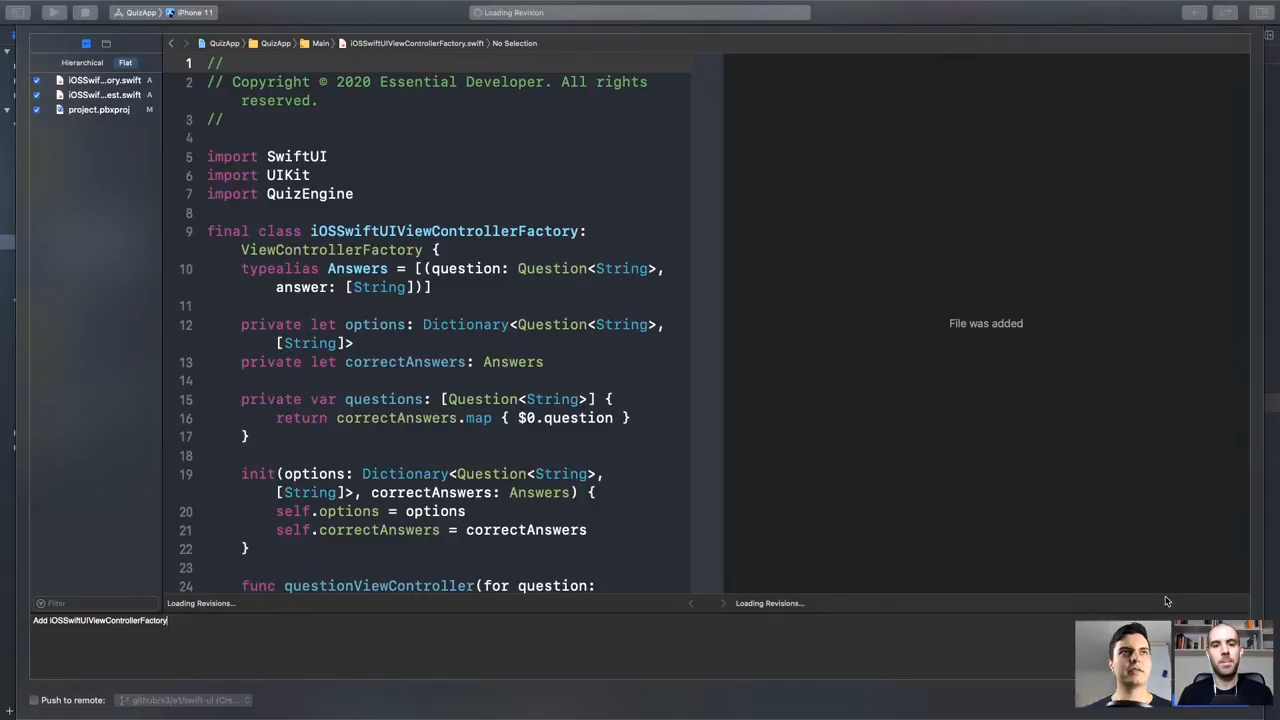 QuizApp
iPhone 11
Loading Revision
QuizApp
QuizApp
Main
iOSSwiftUIViewControllerFactory.swift
No Selection
Hierarchical
Flat
iOSSwif...ory.swift
A
iOSSwif...est.swift
A
project.pbxproj
M
1 //
2 // Copyright © 2020 Essential Developer. All rights
reserved.
3 //
4
5 import SwiftUI
6 import UIKit
7 import QuizEngine
8
9 final class iOSSwiftUIViewControllerFactory:
ViewControllerFactory {
10 typealias Answers = [(question: Question<String>,
answer: [String])]
11
12 private let options: Dictionary<Question<String>,
[String]>
13 private let correctAnswers: Answers
14
15 private var questions: [Question<String>] {
16 return correctAnswers.map { $0.question }
17 }
18
19 init(options: Dictionary<Question<String>,
[String]>, correctAnswers: Answers) {
20 self.options = options
21 self.correctAnswers = correctAnswers
22 }
23
24 func questionViewController(for question:
File was added
Filter
Loading Revisions...
Loading Revisions...
Add iOSSwiftUIViewControllerFactory
Push to remote:
github/s3/e1/swift-ui (Cre...